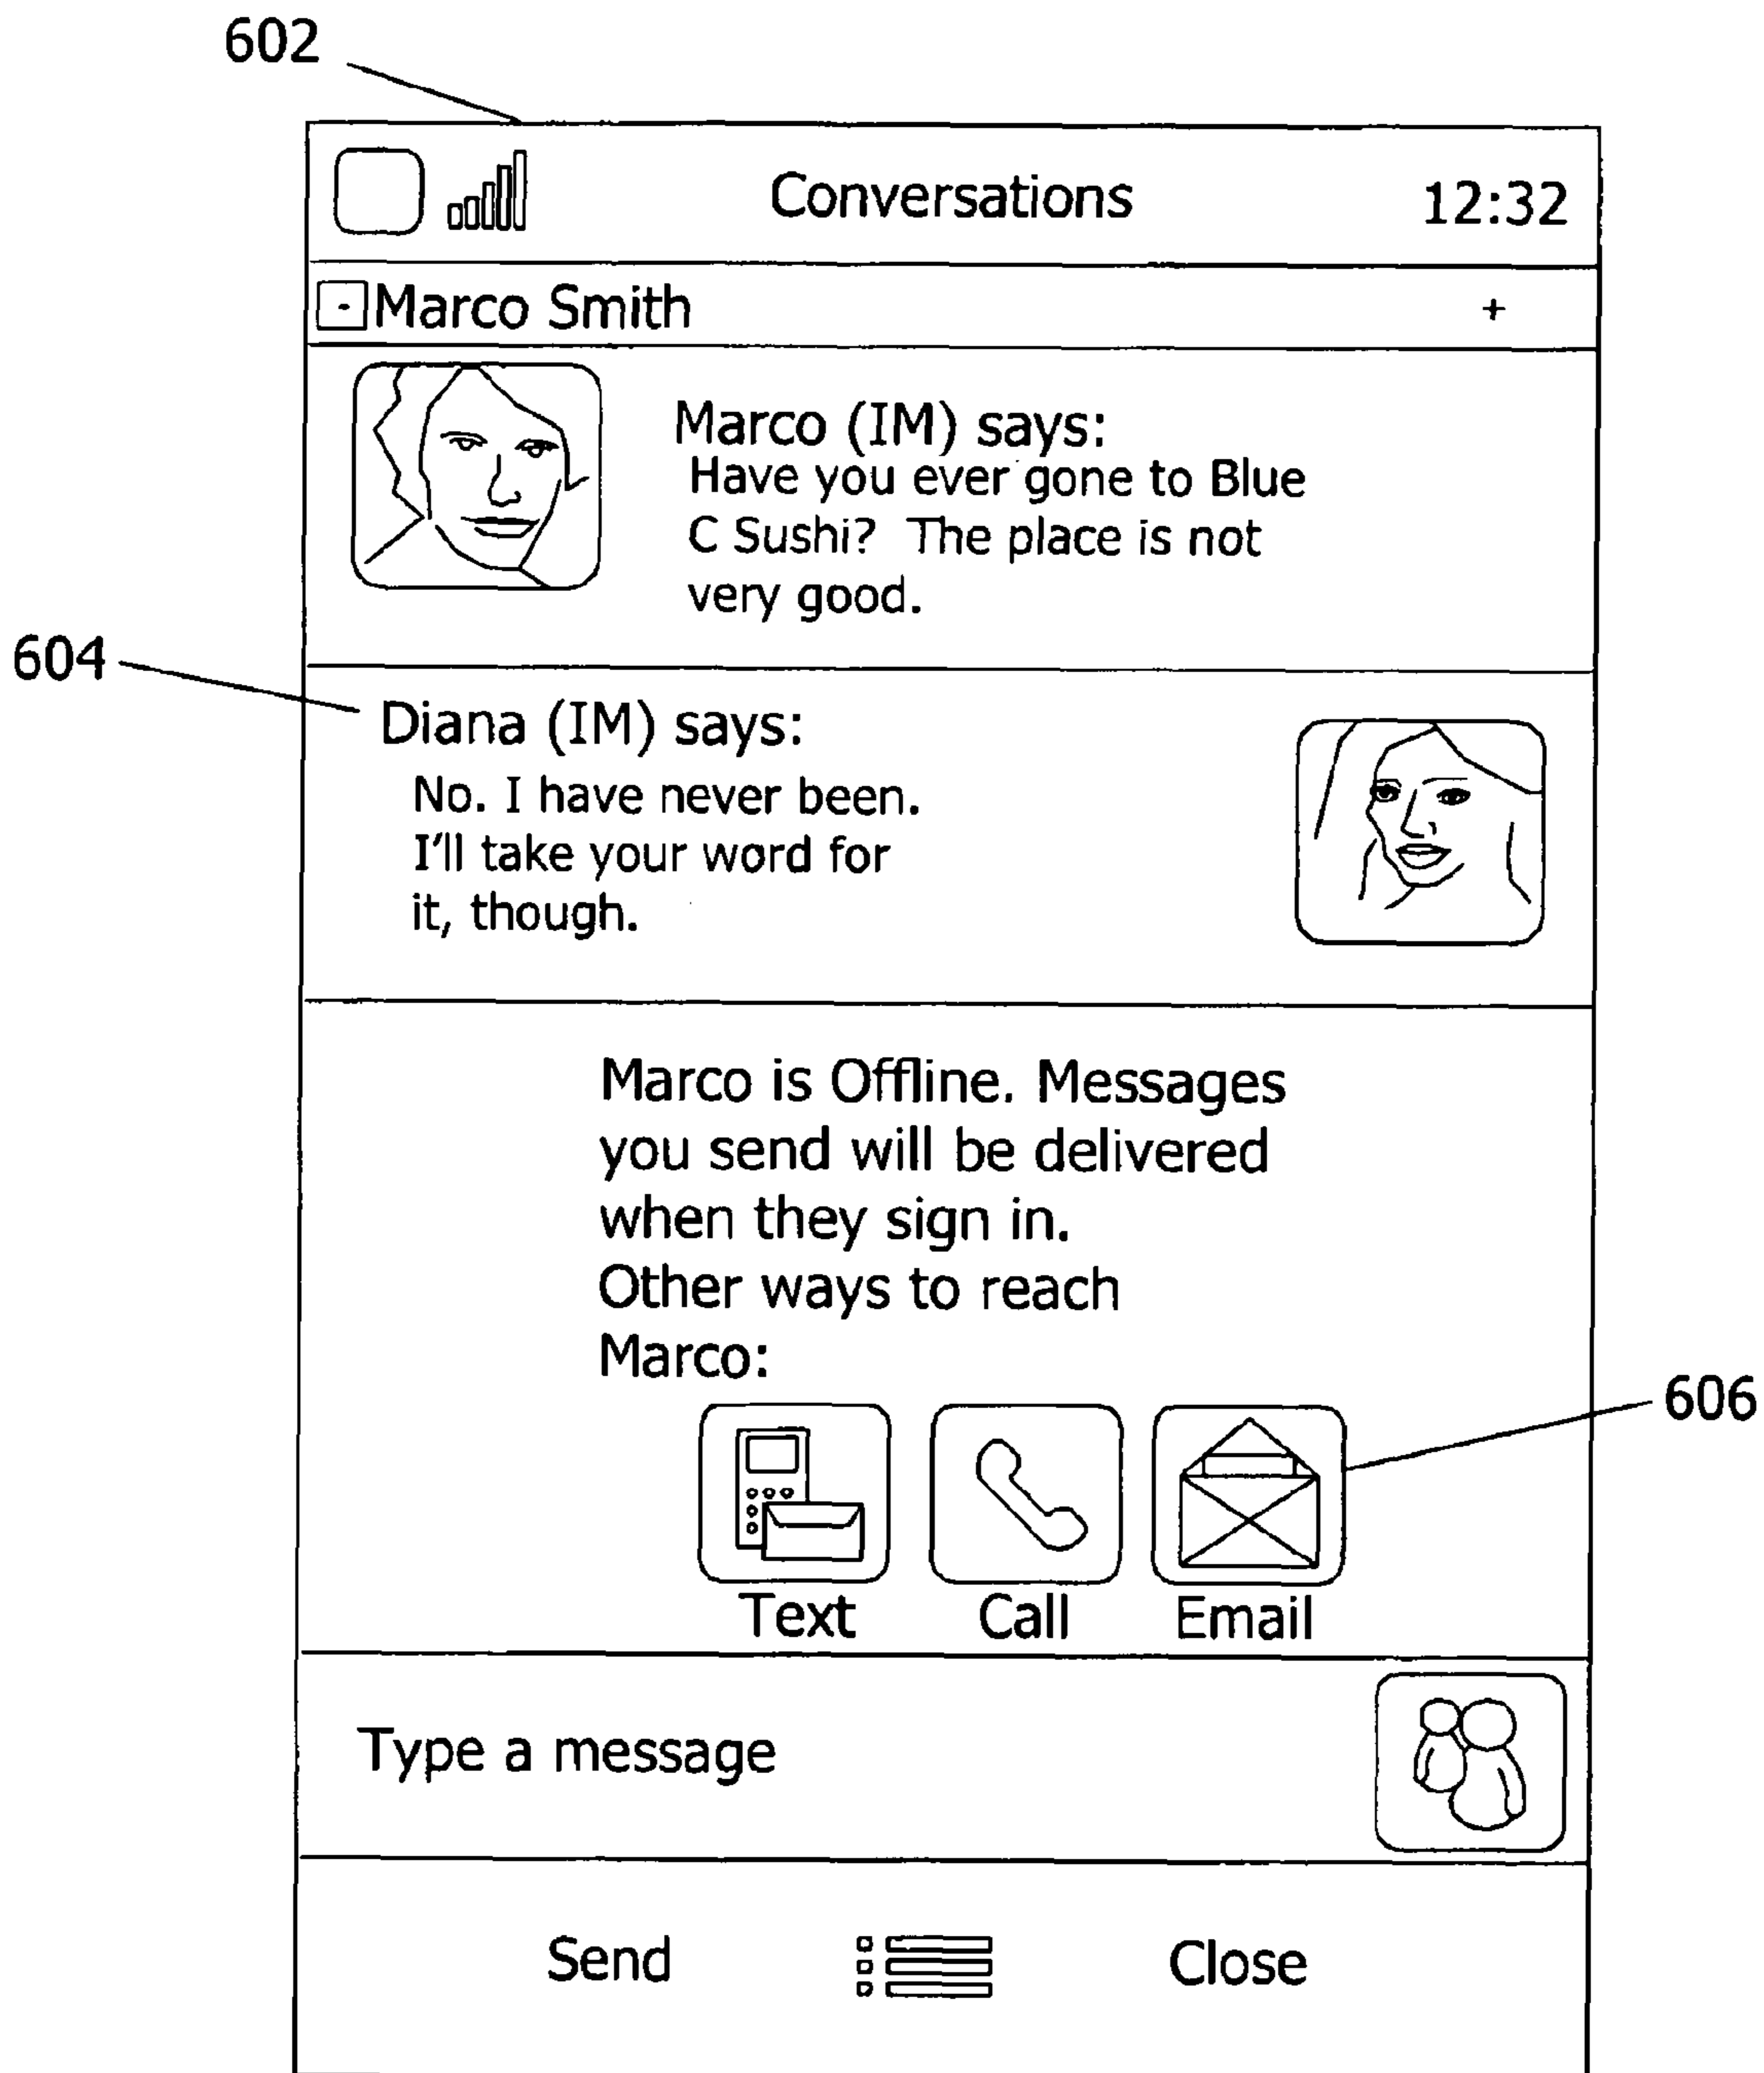 602
Conversations 12:32
- Marco Smith +
Marco (IM) says:
Have you ever gone to Blue
C Sushi? The place is not
very good.
604
Diana (IM) says:
No. I have never been.
I'll take your word for
it, though.
Marco is Offline. Messages
you send will be delivered
when they sign in.
Other ways to reach
Marco:
606
Text Call Email
Type a message
Send Close